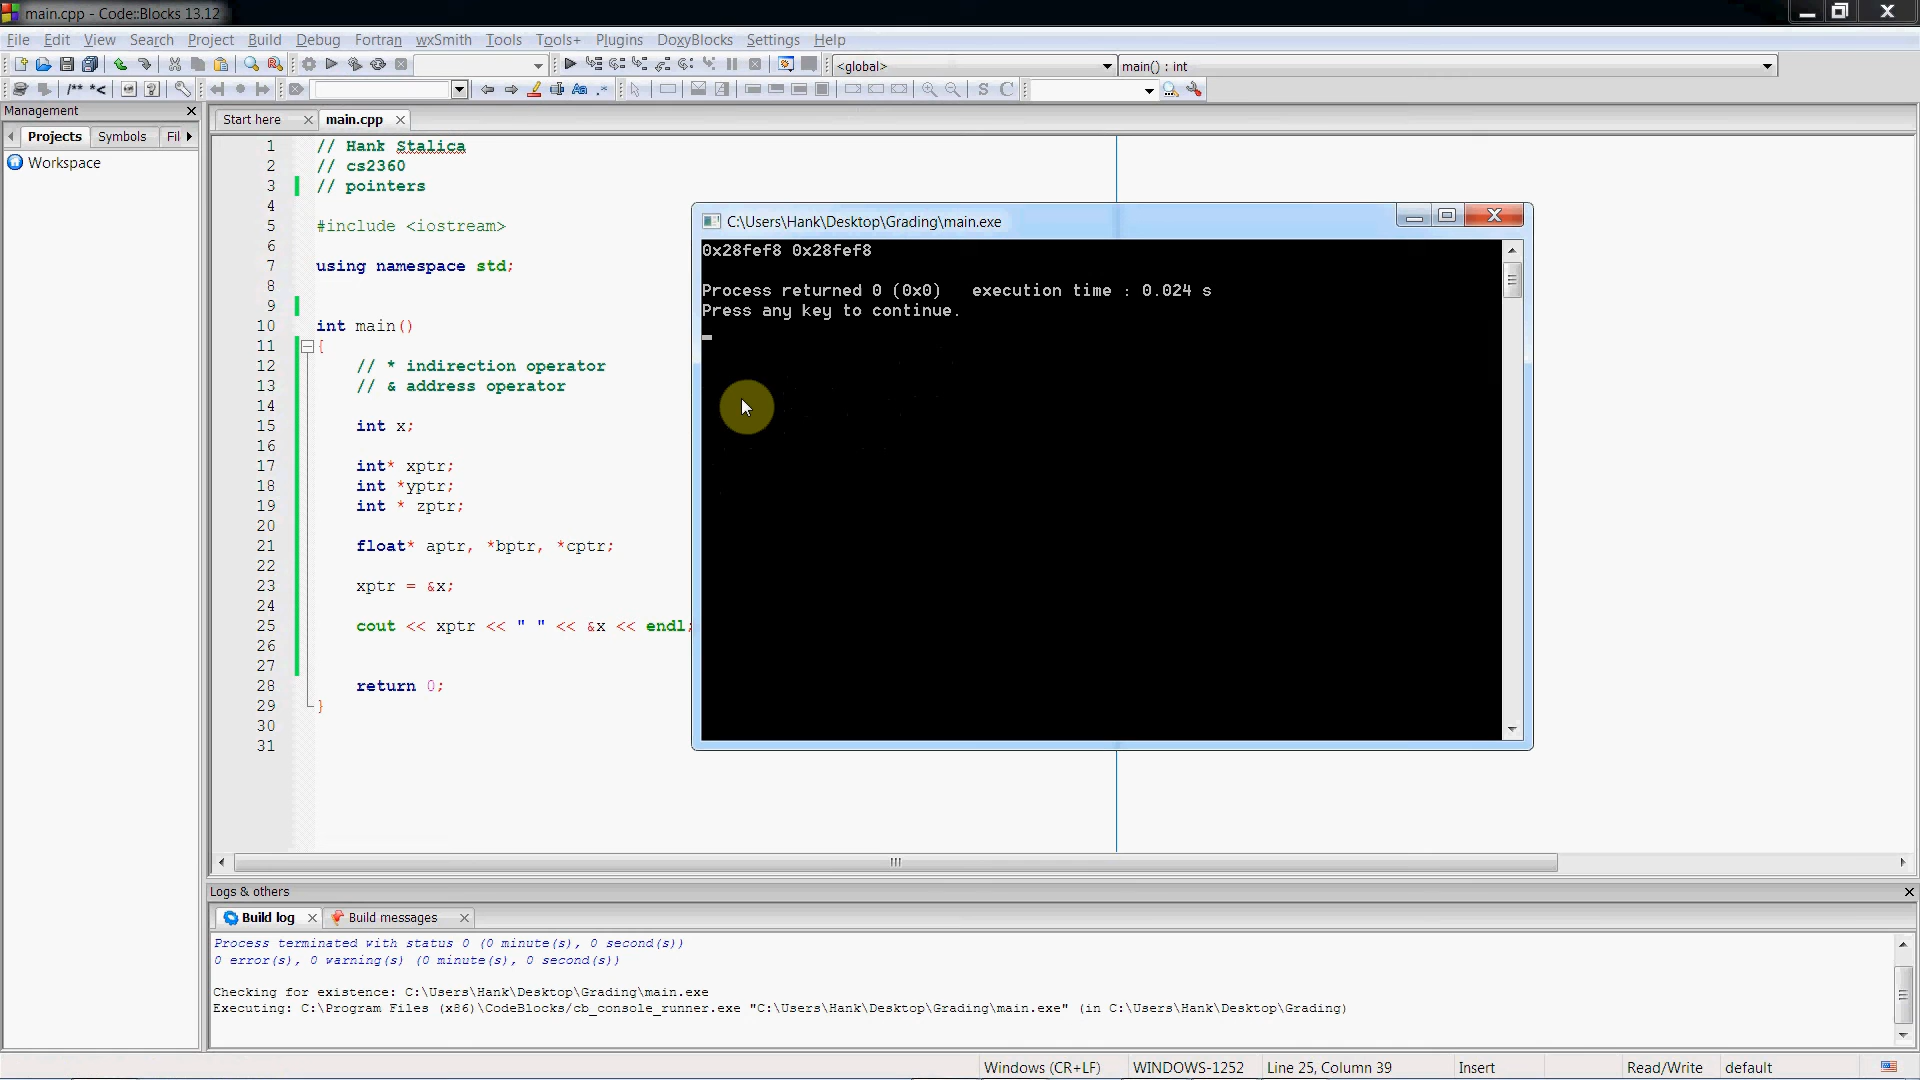 main.cpp - Code::Blocks 13.12
File Edit View Search Project Build Debug Fortran wxSmith Tools Tools+ Plugins DoxyBlocks Settings Help
<global> main() : int
/** *<
Management
Projects Symbols Fil
Workspace
Start here main.cpp
1 // Hank Stalica
2 // cs2360
3 // pointers
4
5 #include <iostream>
6
7 using namespace std;
8
9
10 int main()
11 {
12 // * indirection operator
13 // & address operator
14
15 int x;
16
17 int* xptr;
18 int *yptr;
19 int * zptr;
20
21 float* aptr, *bptr, *cptr;
22
23 xptr = &x;
24
25 cout << xptr << " " << &x << endl;
26
27
28 return 0;
29 }
30
31
C:\Users\Hank\Desktop\Grading\main.exe
0x28fef8 0x28fef8
Process returned 0 (0x0) execution time : 0.024 s
Press any key to continue.
Logs & others
Build log Build messages
Process terminated with status 0 (0 minute(s), 0 second(s))
0 error(s), 0 warning(s) (0 minute(s), 0 second(s))
Checking for existence: C:\Users\Hank\Desktop\Grading\main.exe
Executing: C:\Program Files (x86)\CodeBlocks/cb_console_runner.exe "C:\Users\Hank\Desktop\Grading\main.exe" (in C:\Users\Hank\Desktop\Grading)
Windows (CR+LF) WINDOWS-1252 Line 25, Column 39 Insert Read/Write default